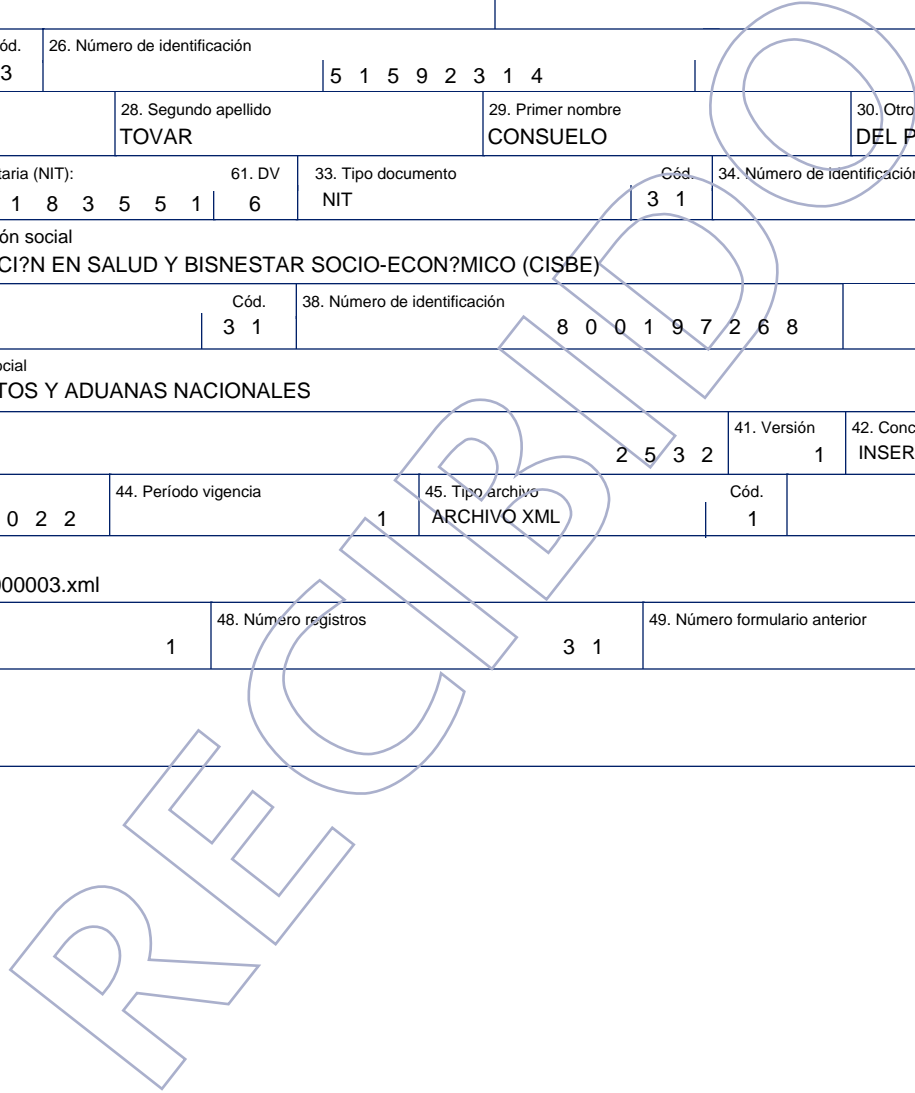 ód. 26. Número de identificación
3 5 1 5 9 2 3 1 4
28. Segundo apellido 29. Primer nombre 30. Otro
TOVAR CONSUELO DEL P
taria (NIT): 61. DV 33. Tipo documento Cód. 34. Número de identificación
1 8 3 5 5 1 6 NIT 3 1
ón social
CI?N EN SALUD Y BISNESTAR SOCIO-ECON?MICO (CISBE)
Cód. 38. Número de identificación
3 1 8 0 0 1 9 7 2 6 8
ocial
TOS Y ADUANAS NACIONALES
41. Versión 42. Conc
2 5 3 2 1 INSER
44. Período vigencia 45. Tipo archivo Cód.
0 2 2 1 ARCHIVO XML 1
000003.xml
48. Número registros 49. Número formulario anterior
1 3 1
RECIBIDO